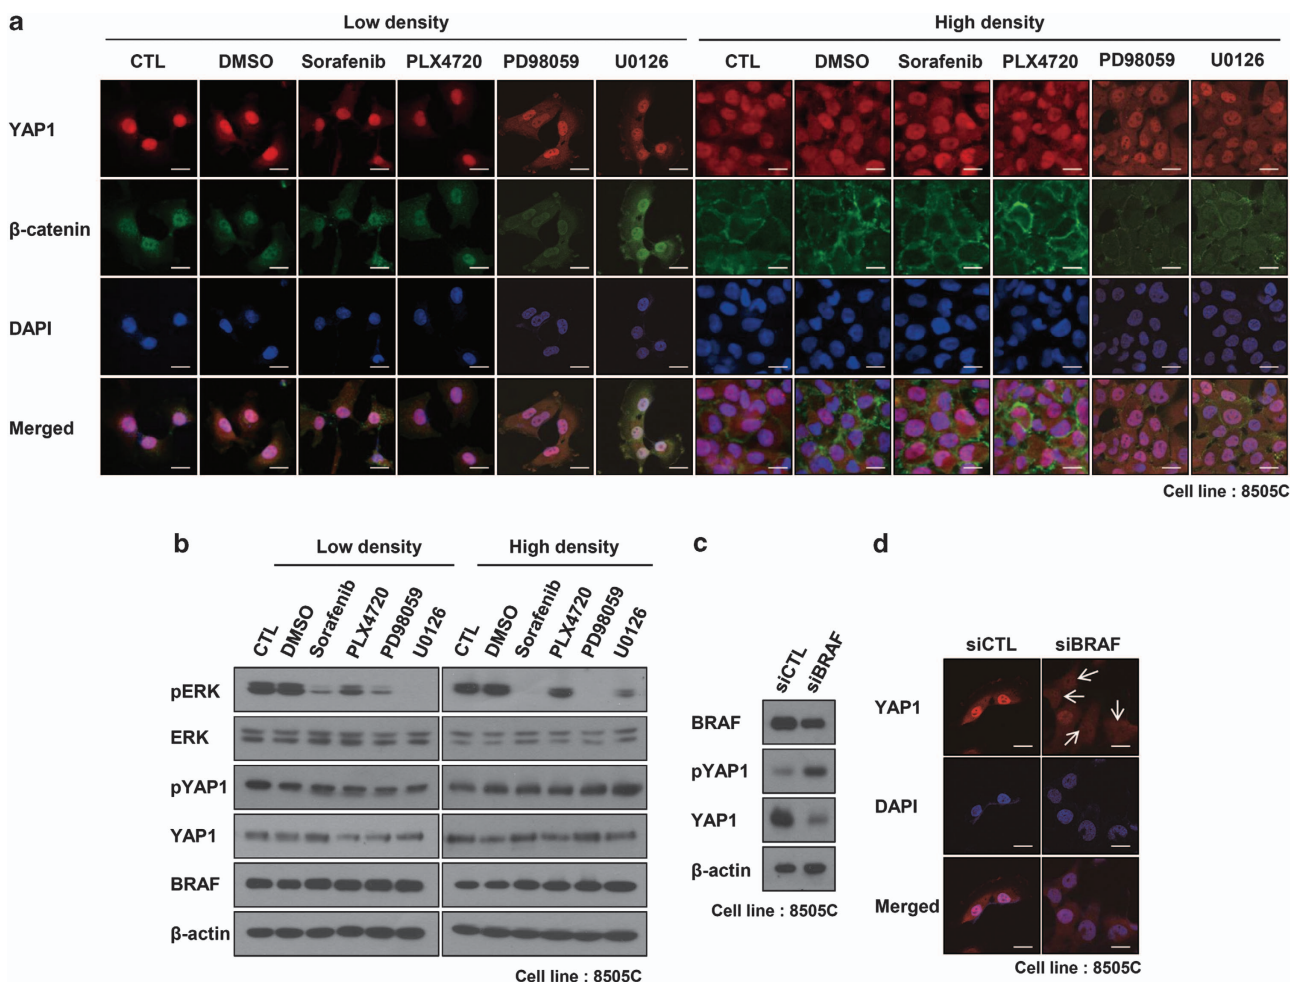 a
Low density
High density
CTL DMSO Sorafenib PLX4720 PD98059 U0126 CTL DMSO Sorafenib PLX4720 PD98059 U0126
YAP1
β-catenin
DAPI
Merged
Cell line : 8505C
b
Low density
High density
CTL DMSO Sorafenib PLX4720 PD98059 U0126 CTL DMSO Sorafenib PLX4720 PD98059 U0126
pERK
ERK
pYAP1
YAP1
BRAF
β-actin
Cell line : 8505C
c
siCTL siBRAF
BRAF
pYAP1
YAP1
β-actin
Cell line : 8505C
d
siCTL siBRAF
YAP1
DAPI
Merged
Cell line : 8505C